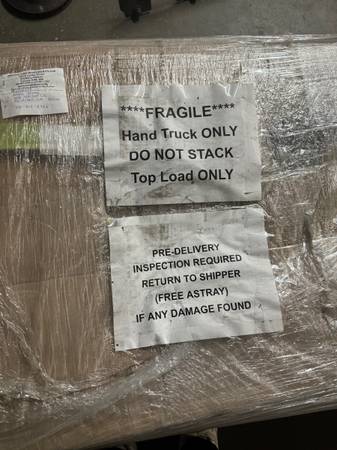 ****FRAGILE****
Hand Truck ONLY
DO NOT STACK
Top Load ONLY
PRE-DELIVERY
INSPECTION REQUIRED
RETURN TO SHIPPER
(FREE ASTRAY)
IF ANY DAMAGE FOUND